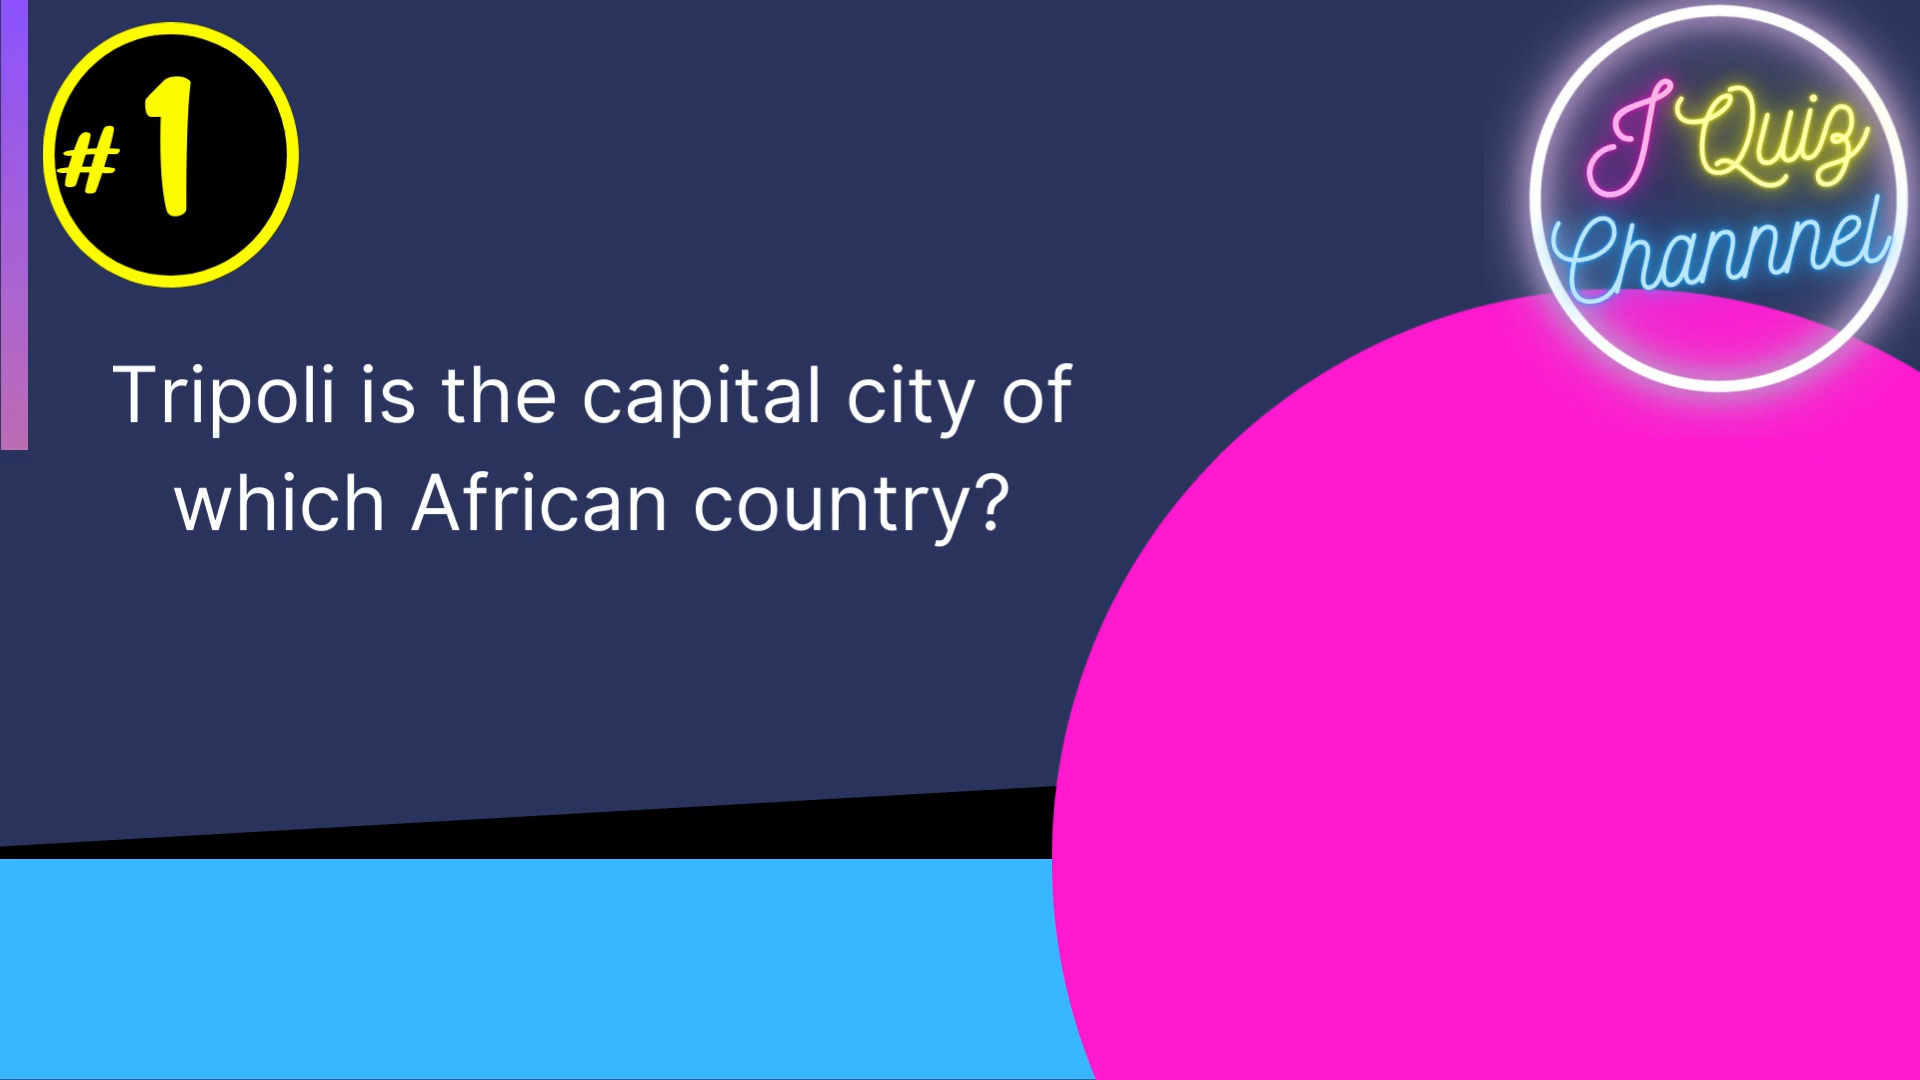 #1
J Quiz
Channnel
Tripoli is the capital city of
which African country?